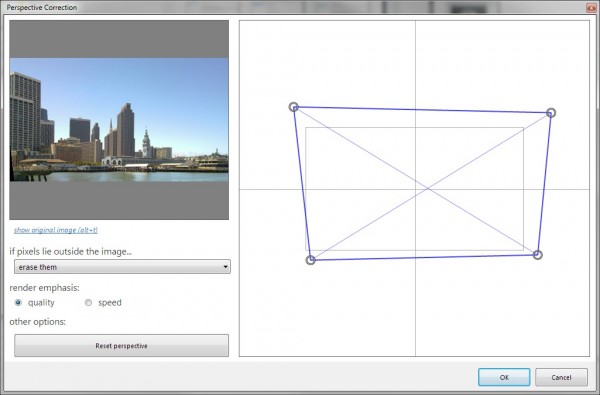 Perspective Correction
show original image (alt+t)
if pixels lie outside the image...
erase them
render emphasis:
quality
speed
other options:
Reset perspective
OK
Cancel